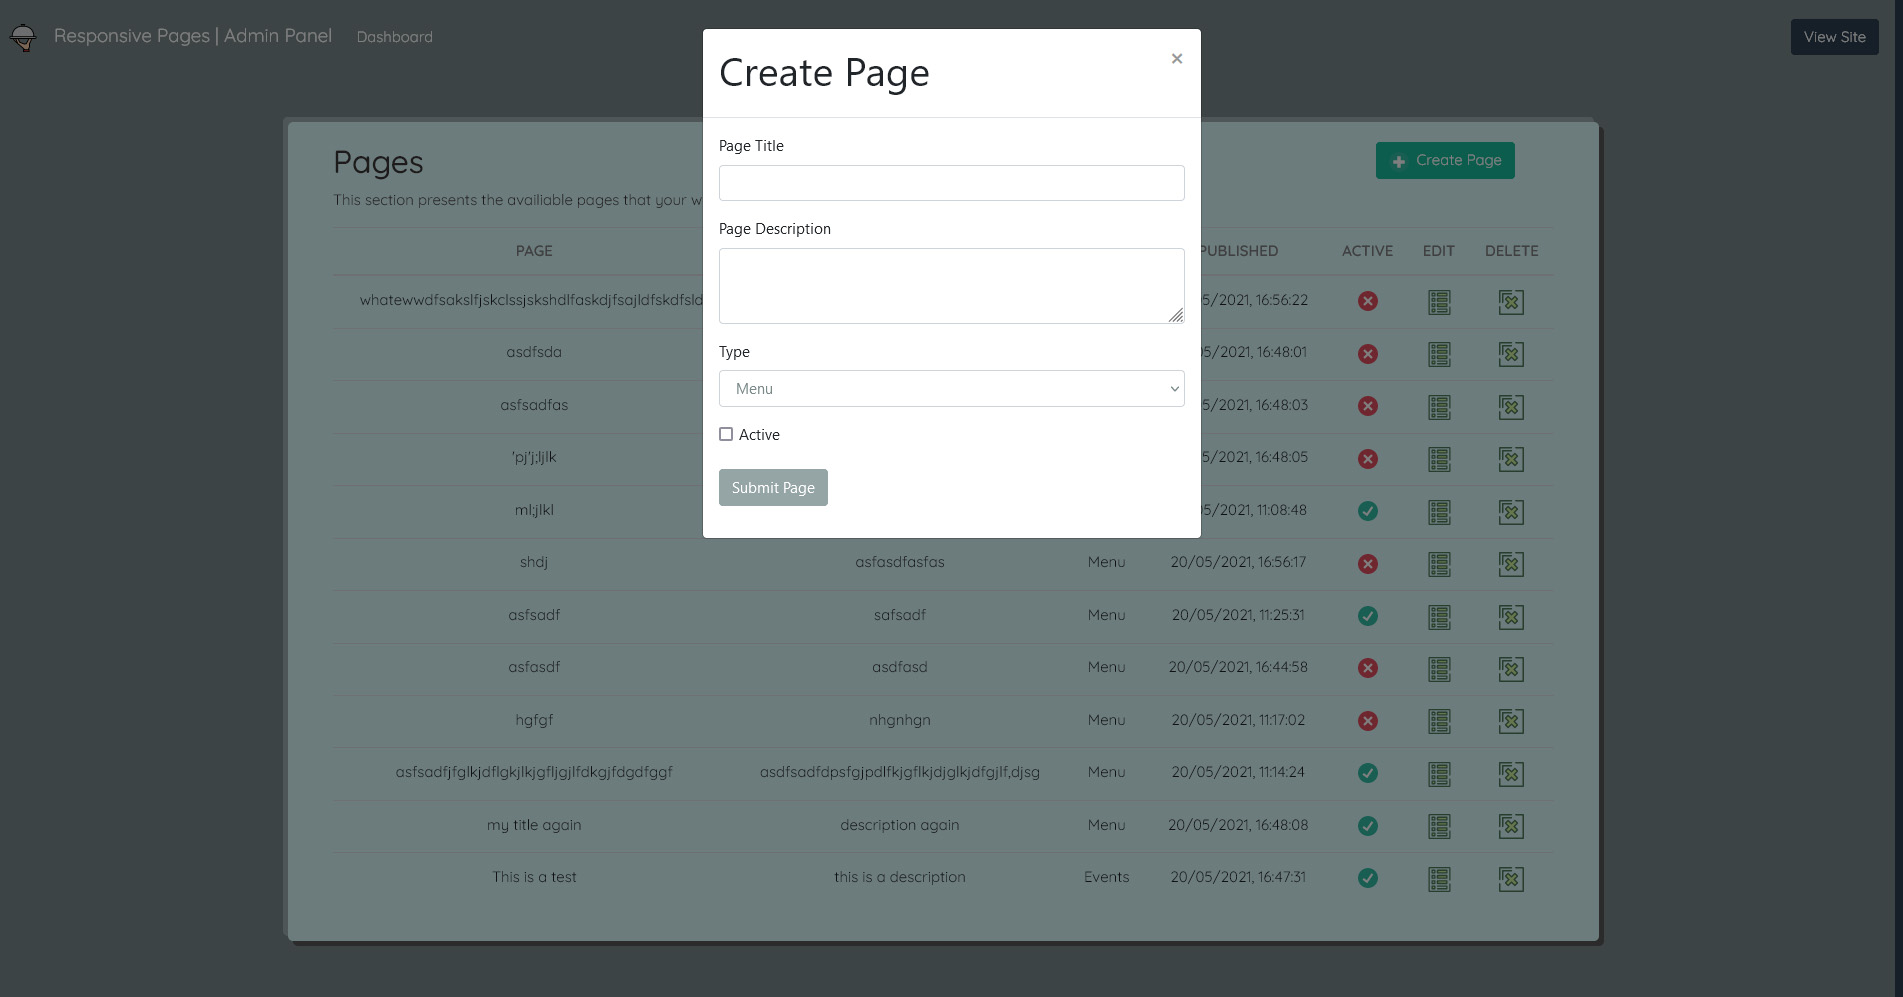 Responsive Pages | Admin Panel Dashboard View Site
Create Page ×
Page Title
Page Description
Type
Menu
Active
Submit Page
Pages Create Page
This section presents the availiable pages that your w
PAGE PUBLISHED ACTIVE EDIT DELETE
whatewwdfsakslfjskclssjskshdlfaskdjfsajldfskdfsld 5/2021, 16:56:22
asdfsda 05/2021, 16:48:01
asfsadfas 5/2021, 16:48:03
'pj'j;ljlk 5/2021, 16:48:05
ml;jlkl 05/2021, 11:08:48
shdj asfasdfasfas Menu 20/05/2021, 16:56:17
asfsadf safsadf Menu 20/05/2021, 11:25:31
asfasdf asdfasd Menu 20/05/2021, 16:44:58
hgfgf nhgnhgn Menu 20/05/2021, 11:17:02
asfsadfjfglkjdflgkjlkjgfljgjlfdkgjfdgdfggf asdfsadfdpsfgjpdlfkjgflkjdjglkjdfgjlf,djsg Menu 20/05/2021, 11:14:24
my title again description again Menu 20/05/2021, 16:48:08
This is a test this is a description Events 20/05/2021, 16:47:31